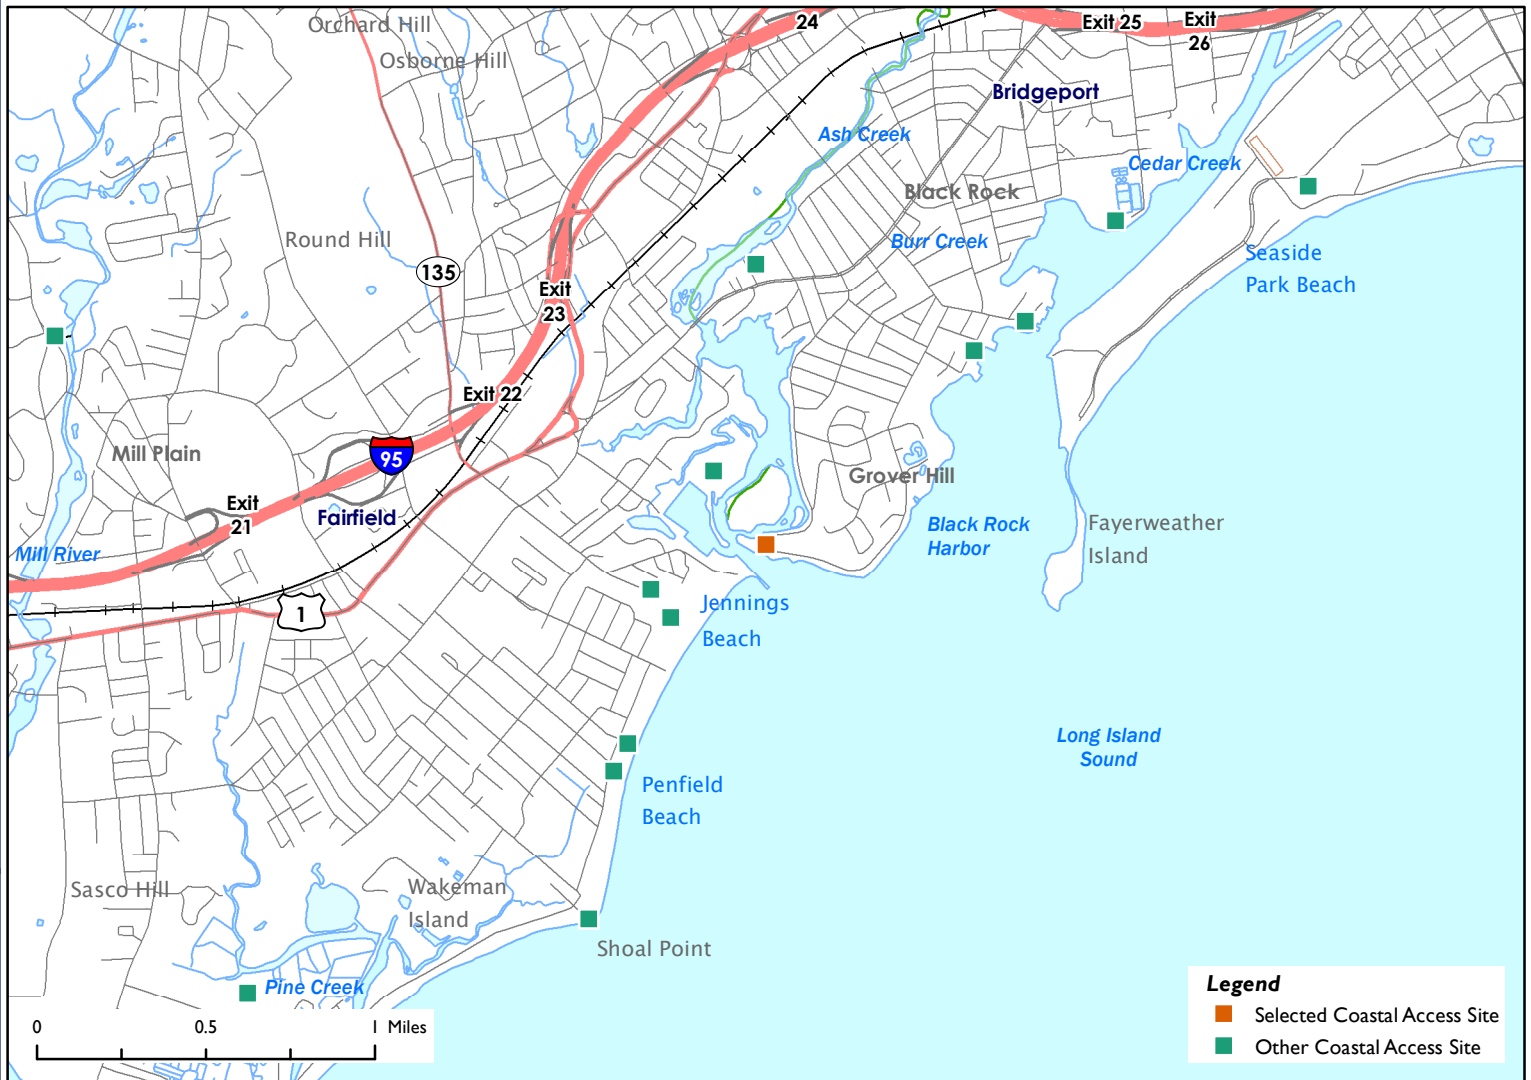 Orchard Hill
24
Exit 25
Exit
26
Osborne Hill
Bridgeport
Ash Creek
Cedar Creek
Black Rock
Round Hill
Burr Creek
Seaside
Park Beach
135
Exit
23
Exit 22
Mill Plain
95
Grover Hill
Exit
21
Fairfield
Black Rock
Harbor
Fayerweather
Island
Mill River
1
Jennings
Beach
Long Island
Sound
Penfield
Beach
Sasco Hill
Wakeman
Island
Shoal Point
Pine Creek
Legend
Selected Coastal Access Site
Other Coastal Access Site
0 0.5 1 Miles